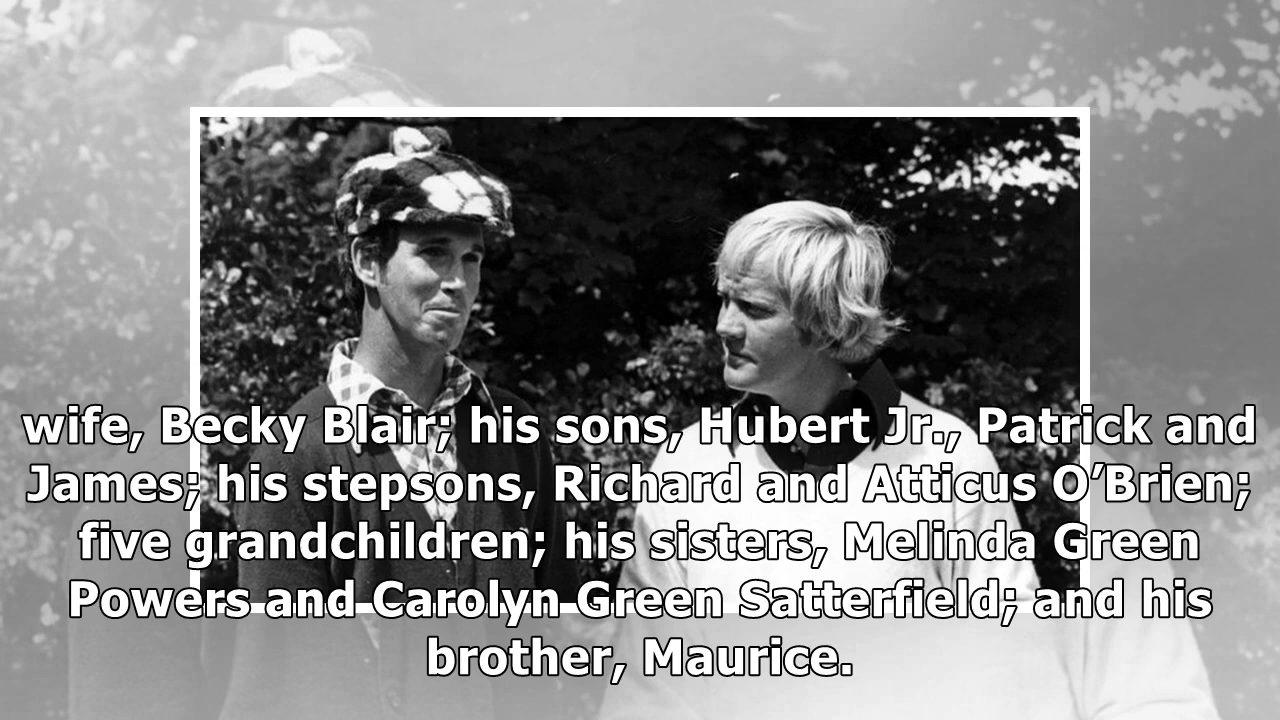 wife, Becky Blair; his sons, Hubert Jr., Patrick and
James; his stepsons, Richard and Atticus O’Brien;
five grandchildren; his sisters, Melinda Green
Powers and Carolyn Green Satterfield; and his
brother, Maurice.